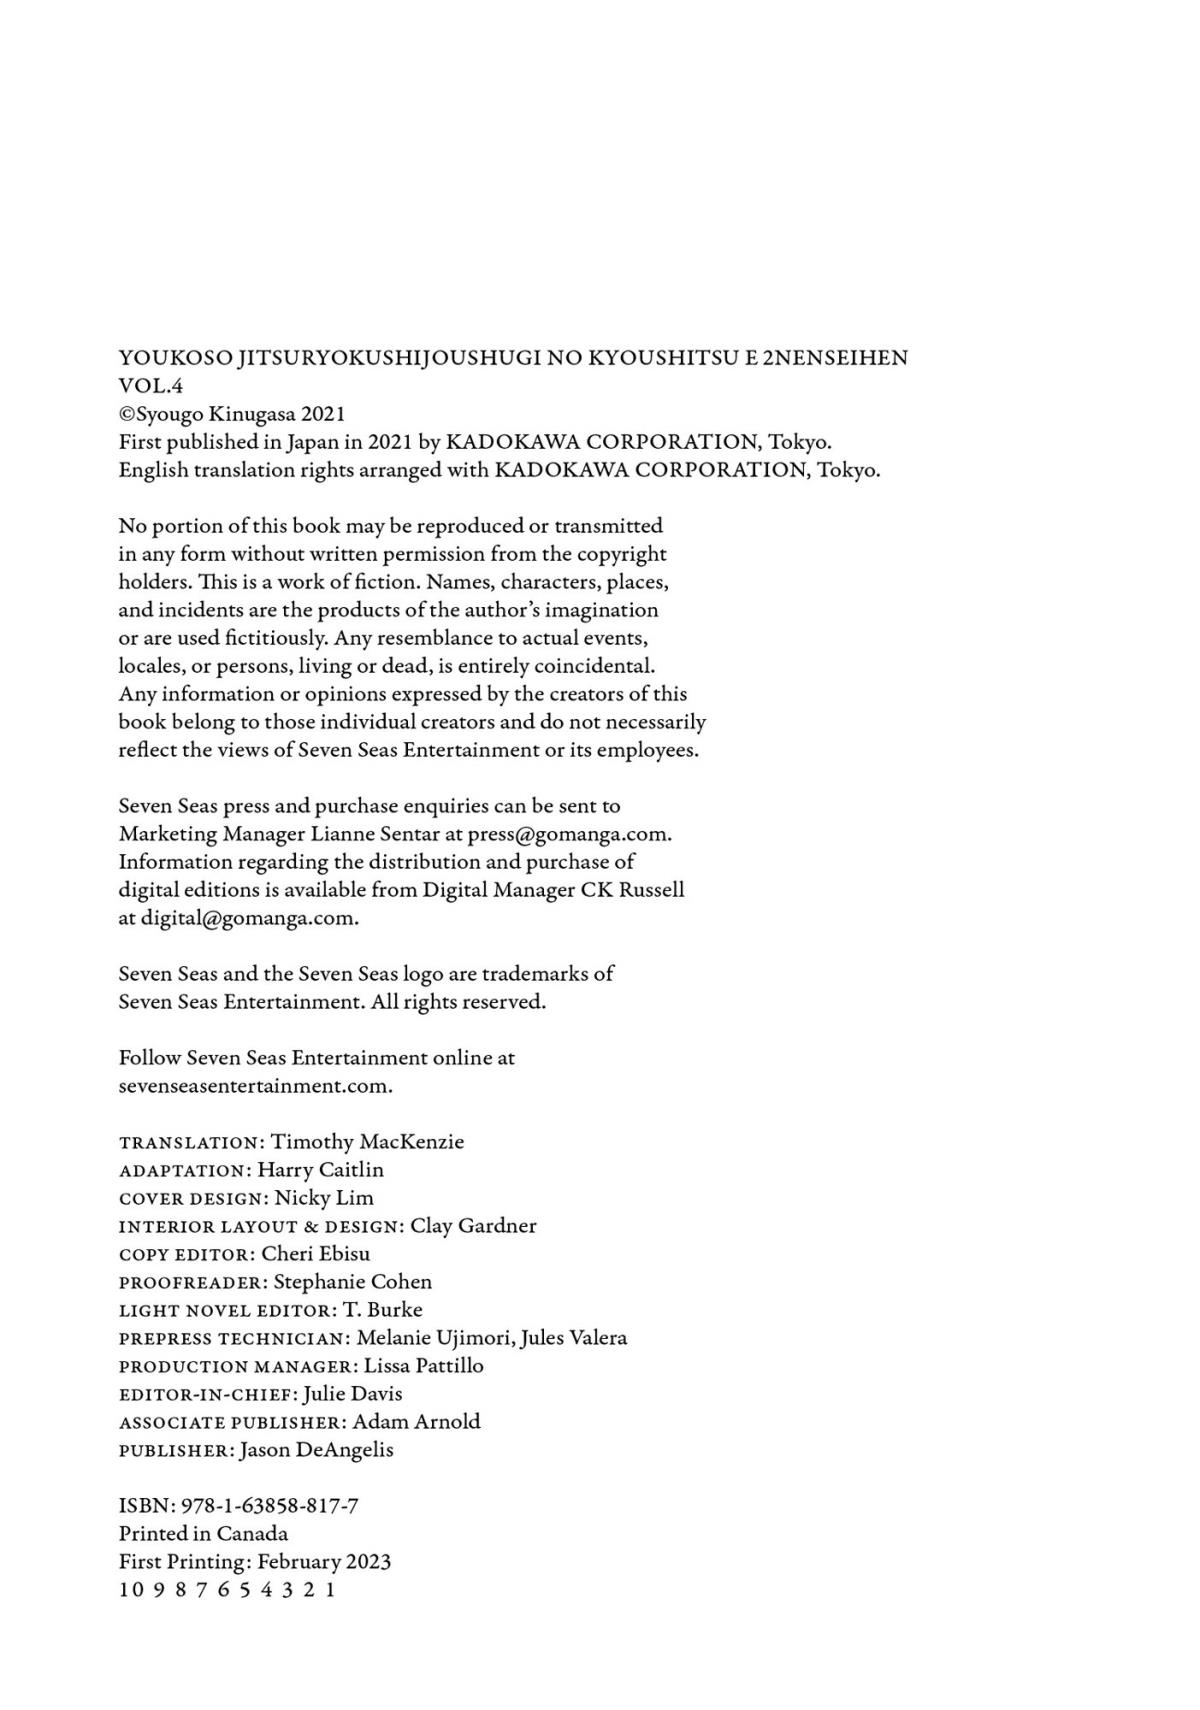 YOUKOSO JITSURYOKUSHIJOUSHUGI NO KYOUSHITSU E 2NENSEIHEN
VOL.4
©Syougo Kinugasa 2021
First published in Japan in 2021 by KADOKAWA CORPORATION, Tokyo.
English translation rights arranged with KADOKAWA CORPORATION, Tokyo.
No portion of this book may be reproduced or transmitted
in any form without written permission from the copyright
holders. This is a work of fiction. Names, characters, places,
and incidents are the products of the author’s imagination
or are used fictitiously. Any resemblance to actual events,
locales, or persons, living or dead, is entirely coincidental.
Any information or opinions expressed by the creators of this
book belong to those individual creators and do not necessarily
reflect the views of Seven Seas Entertainment or its employees.
Seven Seas press and purchase enquiries can be sent to
Marketing Manager Lianne Sentar at press@gomanga.com.
Information regarding the distribution and purchase of
digital editions is available from Digital Manager CK Russell
at digital@gomanga.com.
Seven Seas and the Seven Seas logo are trademarks of
Seven Seas Entertainment. All rights reserved.
Follow Seven Seas Entertainment online at
sevenseasentertainment.com.
TRANSLATION: Timothy MacKenzie
ADAPTATION: Harry Caitlin
COVER DESIGN: Nicky Lim
INTERIOR LAYOUT & DESIGN: Clay Gardner
COPY EDITOR: Cheri Ebisu
PROOFREADER: Stephanie Cohen
LIGHT NOVEL EDITOR: T. Burke
PREPRESS TECHNICIAN: Melanie Ujimori, Jules Valera
PRODUCTION MANAGER: Lissa Pattillo
EDITOR-IN-CHIEF: Julie Davis
ASSOCIATE PUBLISHER: Adam Arnold
PUBLISHER: Jason DeAngelis
ISBN: 978-1-63858-817-7
Printed in Canada
First Printing: February 2023
10 9 8 7 6 5 4 3 2 1